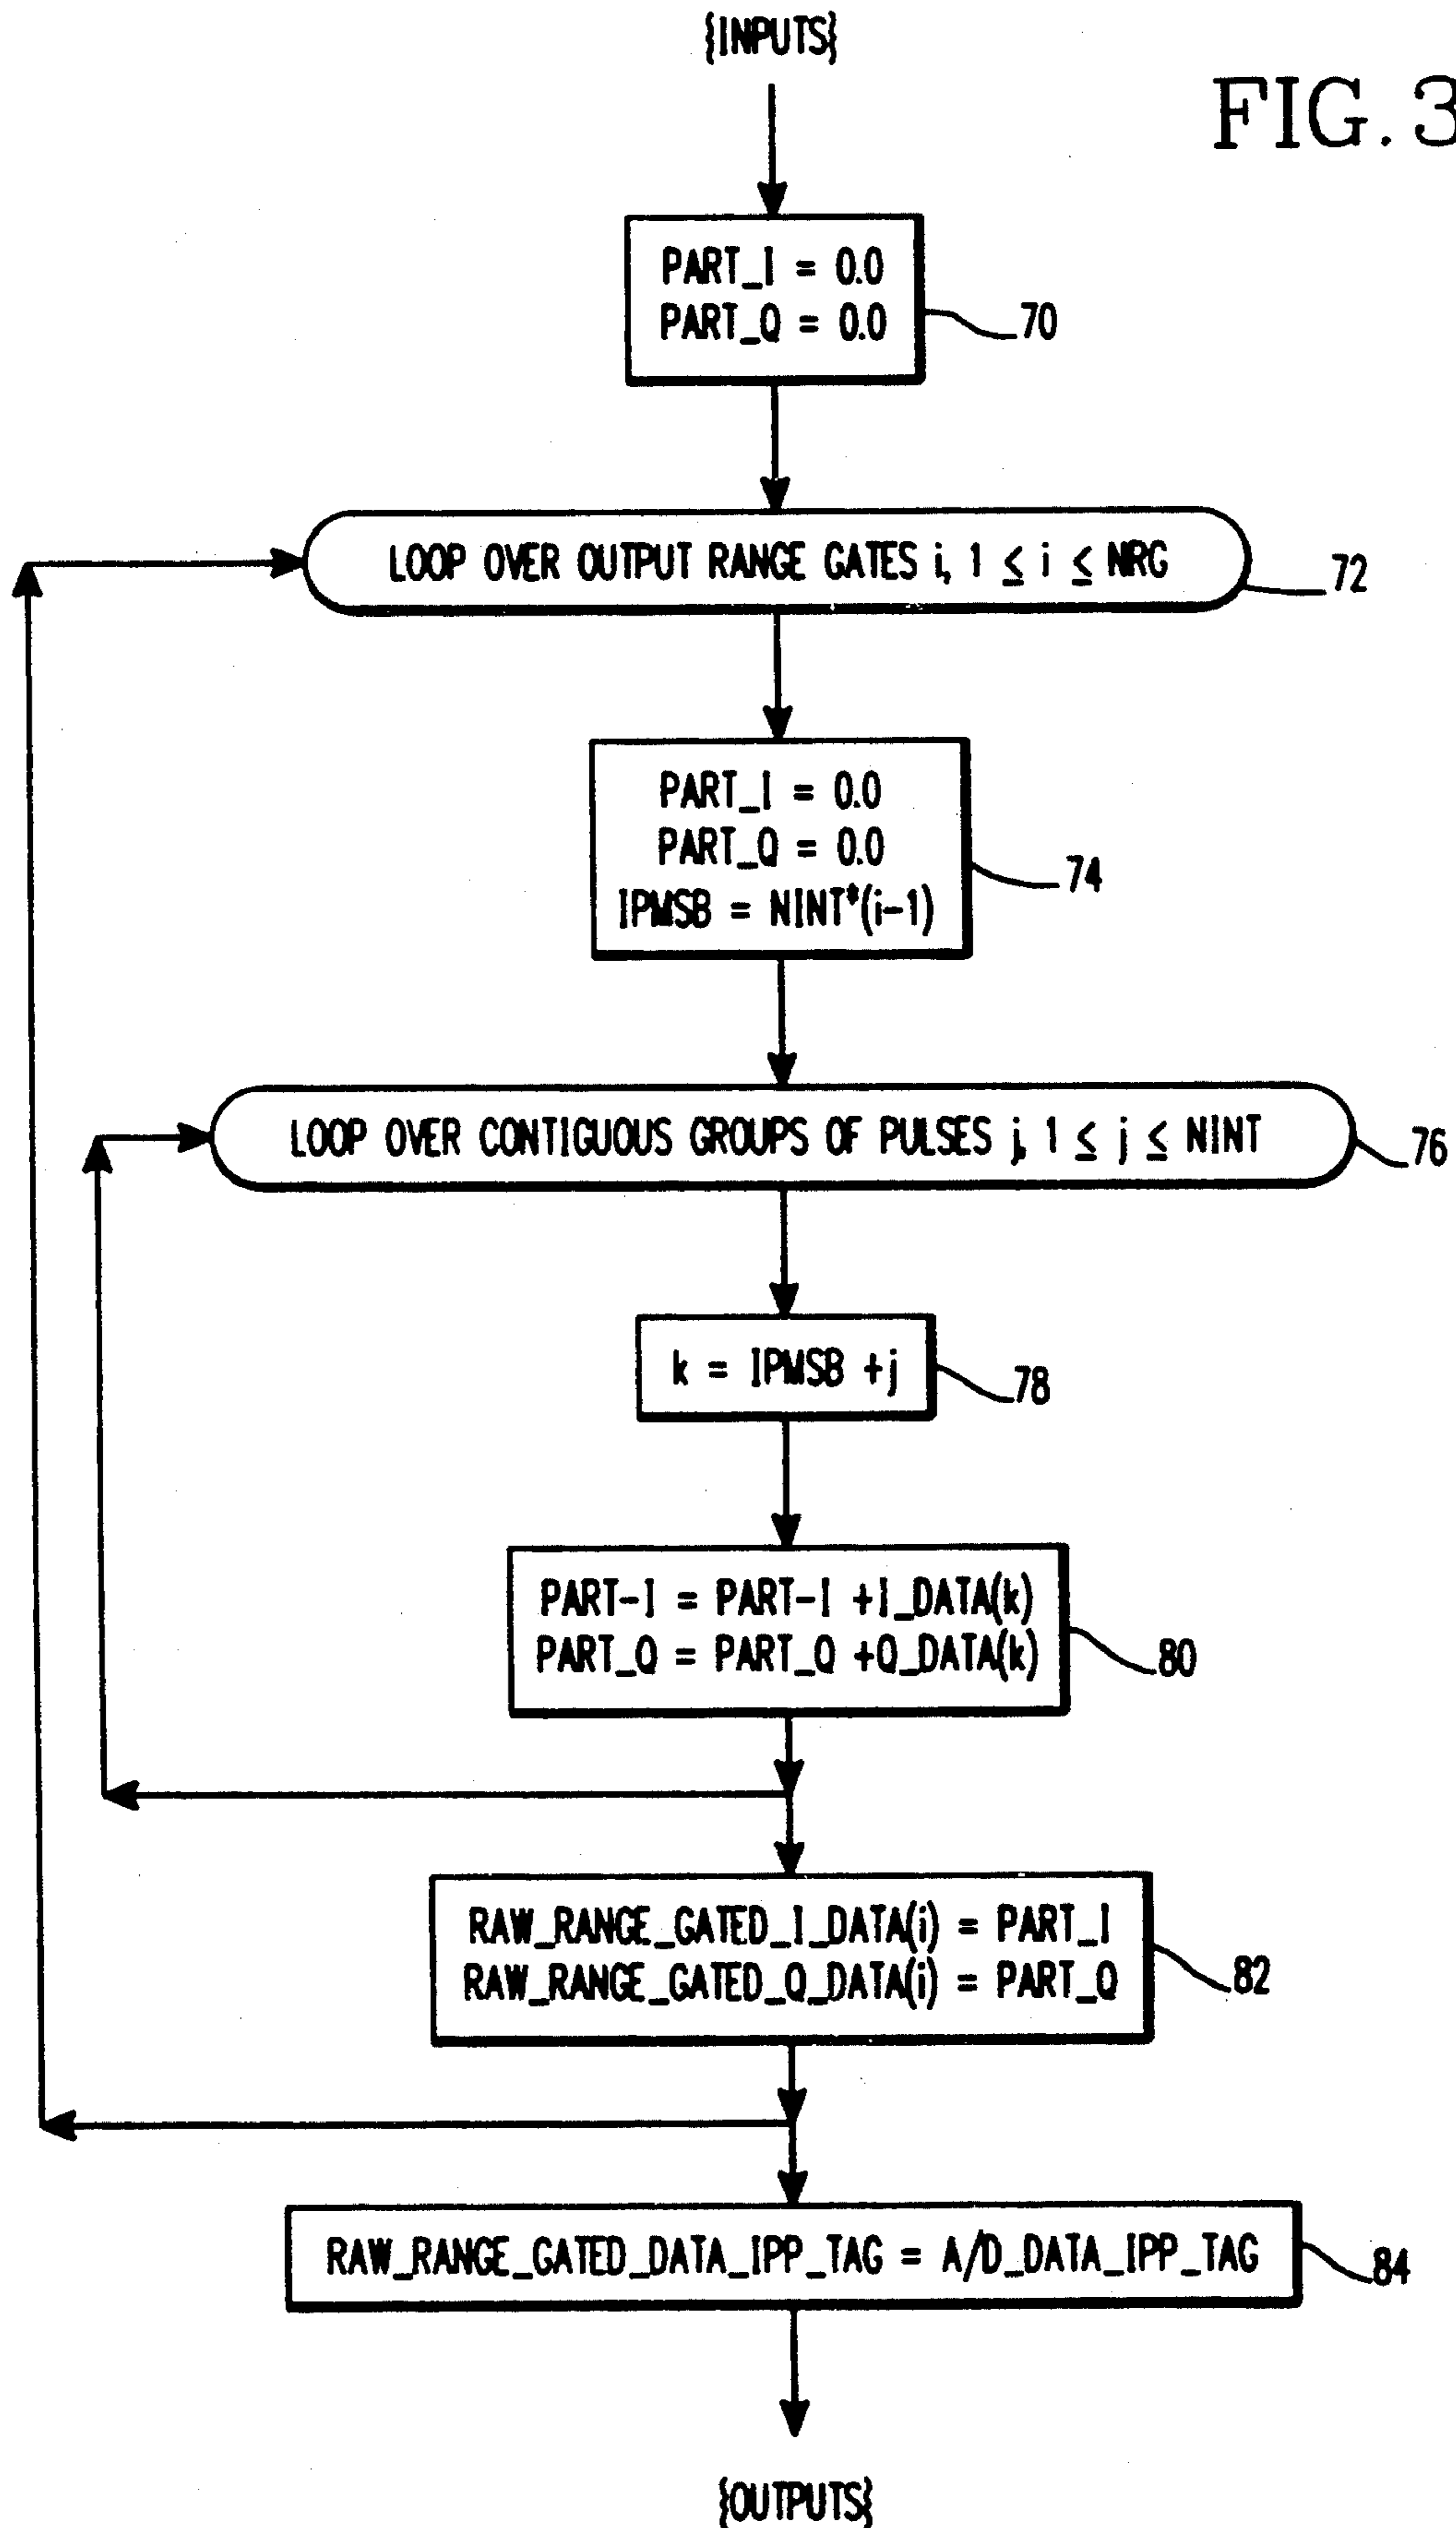 {INPUTS}
FIG. 3
PART_I = 0.0
PART_Q = 0.0
70
LOOP OVER OUTPUT RANGE GATES i, 1 ≤ i ≤ NRG
72
PART_I = 0.0
PART_Q = 0.0
IPMSB = NINT*(i-1)
74
LOOP OVER CONTIGUOUS GROUPS OF PULSES j, 1 ≤ j ≤ NINT
76
k = IPMSB +j
78
PART-I = PART-I +I_DATA(k)
PART_Q = PART_Q +Q_DATA(k)
80
RAW_RANGE_GATED_I_DATA(i) = PART_I
RAW_RANGE_GATED_Q_DATA(i) = PART_Q
82
RAW_RANGE_GATED_DATA_IPP_TAG = A/D_DATA_IPP_TAG
84
{OUTPUTS}